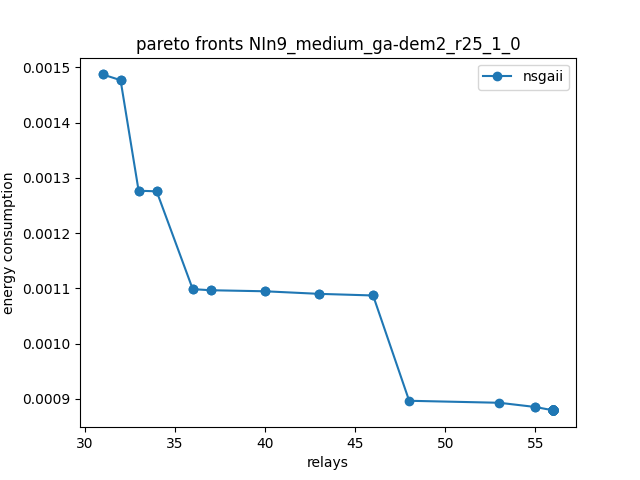 pareto fronts NIn9_medium_ga-dem2_r25_1_0
nsgaii
0.0015
0.0014
0.0013
0.0012
0.0011
0.0010
0.0009
energy consumption
30 35 40 45 50 55
relays